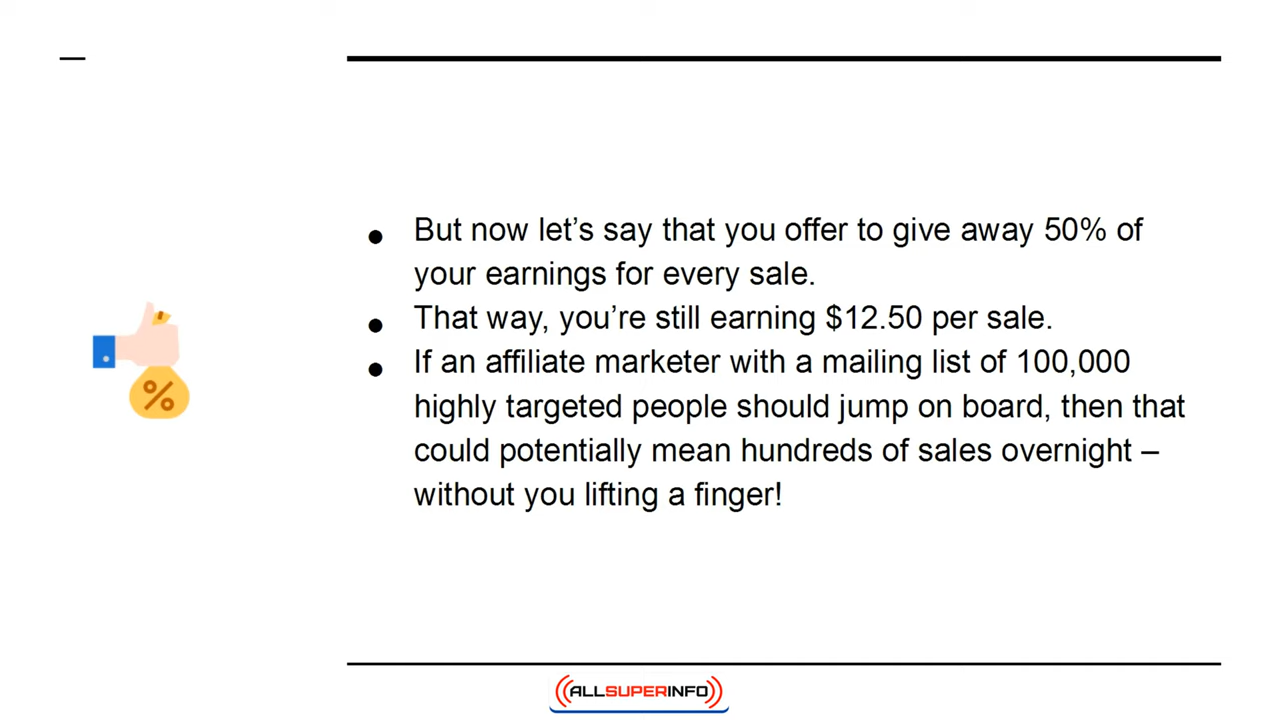 ● But now let’s say that you offer to give away 50% of
your earnings for every sale.
● That way, you’re still earning $12.50 per sale.
● If an affiliate marketer with a mailing list of 100,000
highly targeted people should jump on board, then that
could potentially mean hundreds of sales overnight –
without you lifting a finger!
%
ALLSUPERINFO